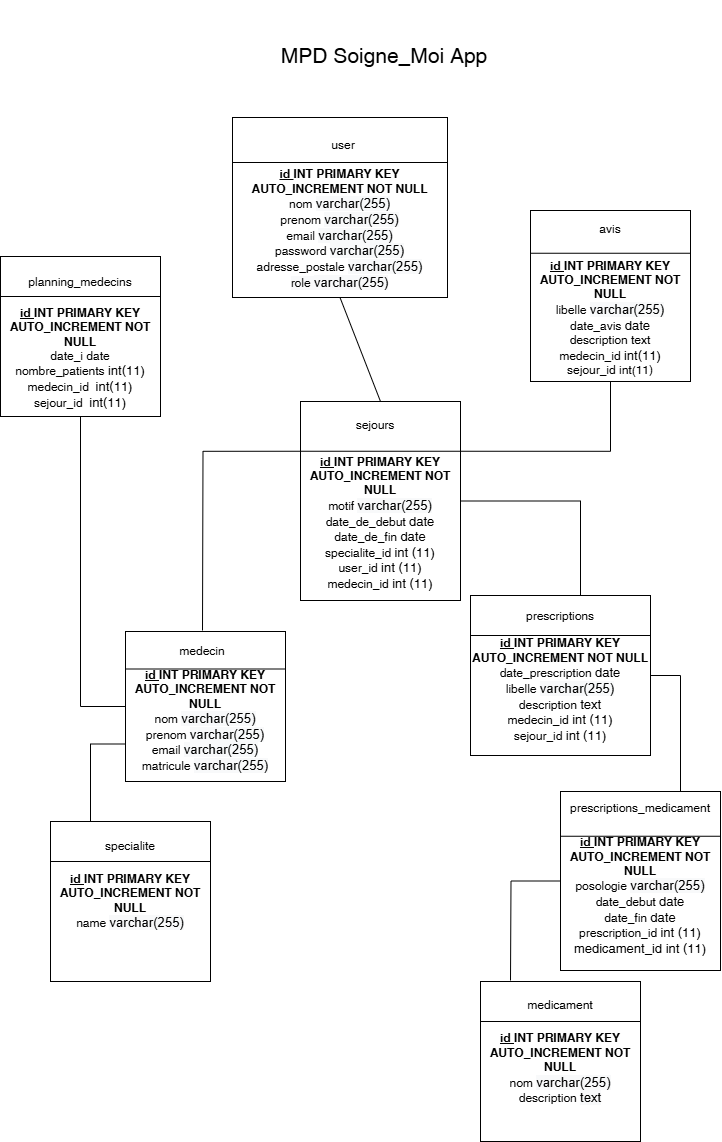 MPD Soigne_Moi App
user
id INT PRIMARY KEY
AUTO_INCREMENT NOT NULL
nom varchar(255)
prenom varchar(255)
email varchar(255)
password varchar(255)
adresse_postale varchar(255)
role varchar(255)
avis
id INT PRIMARY KEY
AUTO_INCREMENT NOT
NULL
libelle varchar(255)
date_avis date
description text
medecin_id int(11)
sejour_id int(11)
planning_medecins
id INT PRIMARY KEY
AUTO_INCREMENT NOT
NULL
date_i date
nombre_patients int(11)
medecin_id int(11)
sejour_id int(11)
sejours
id INT PRIMARY KEY
AUTO_INCREMENT NOT
NULL
motif varchar(255)
date_de_debut date
date_de_fin date
specialite_id int (11)
user_id int (11)
medecin_id int (11)
prescriptions
id INT PRIMARY KEY
AUTO_INCREMENT NOT NULL
date_prescription date
libelle varchar(255)
description text
medecin_id int (11)
sejour_id int (11)
medecin
id INT PRIMARY KEY
AUTO_INCREMENT NOT
NULL
nom varchar(255)
prenom varchar(255)
email varchar(255)
matricule varchar(255)
prescriptions_medicament
id INT PRIMARY KEY
AUTO_INCREMENT NOT
NULL
posologie varchar(255)
date_debut date
date_fin date
prescription_id int (11)
medicament_id int (11)
specialite
id INT PRIMARY KEY
AUTO_INCREMENT NOT
NULL
name varchar(255)
medicament
id INT PRIMARY KEY
AUTO_INCREMENT NOT
NULL
nom varchar(255)
description text